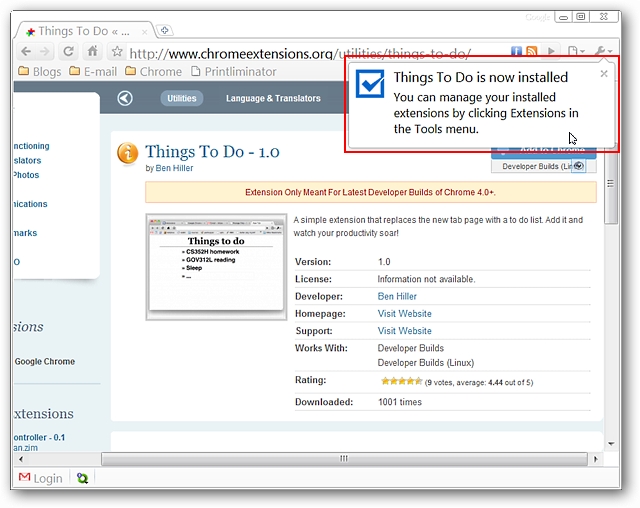 Google
Things To Do « ...
http://www.chromeextensions.org/utilities/things-to-do/
Blogs
E-mail
Chrome
Printliminator
Things To Do is now installed
You can manage your installed
extensions by clicking Extensions in
the Tools menu.
Utilities
Language & Translators
nctioning
slators
Photos
nications
marks
O
sions
Google Chrome
xtensions
ontroller - 0.1
an.zim
Things To Do - 1.0
by Ben Hiller
Developer Builds (Lin
Extension Only Meant For Latest Developer Builds of Chrome 4.0+.
Things to do
» CS352H homework
» GOV312L reading
» Sleep
» ...
A simple extension that replaces the new tab page with a to do list. Add it and
watch your productivity soar!
Version: 1.0
License: Information not available.
Developer: Ben Hiller
Homepage: Visit Website
Support: Visit Website
Works With: Developer Builds
Developer Builds (Linux)
Rating: (9 votes, average: 4.44 out of 5)
Downloaded: 1001 times
Login